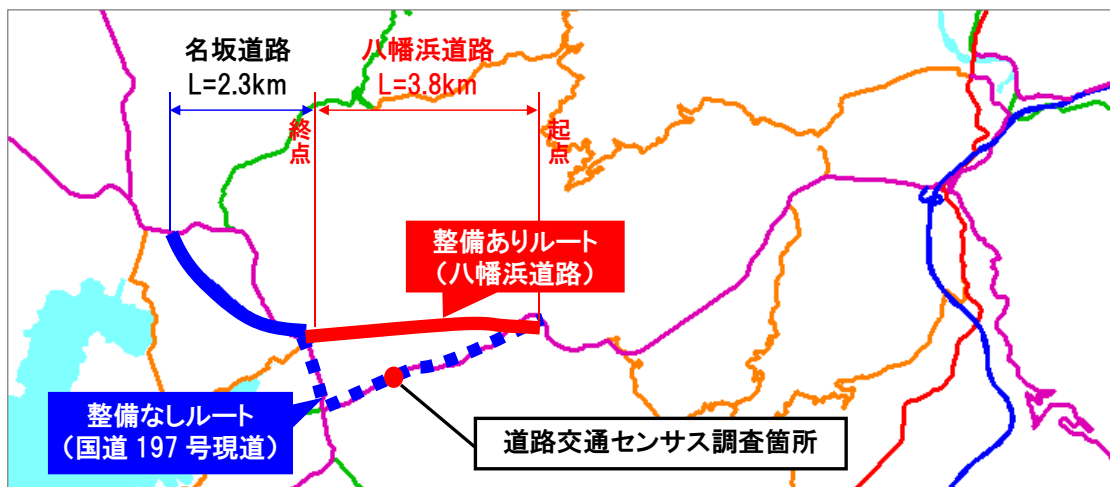 名坂道路
L=2.3km
八幡浜道路
L=3.8km
終点
起点
整備ありルート
(八幡浜道路)
整備なしルート
(国道 197 号現道)
道路交通センサス調査箇所